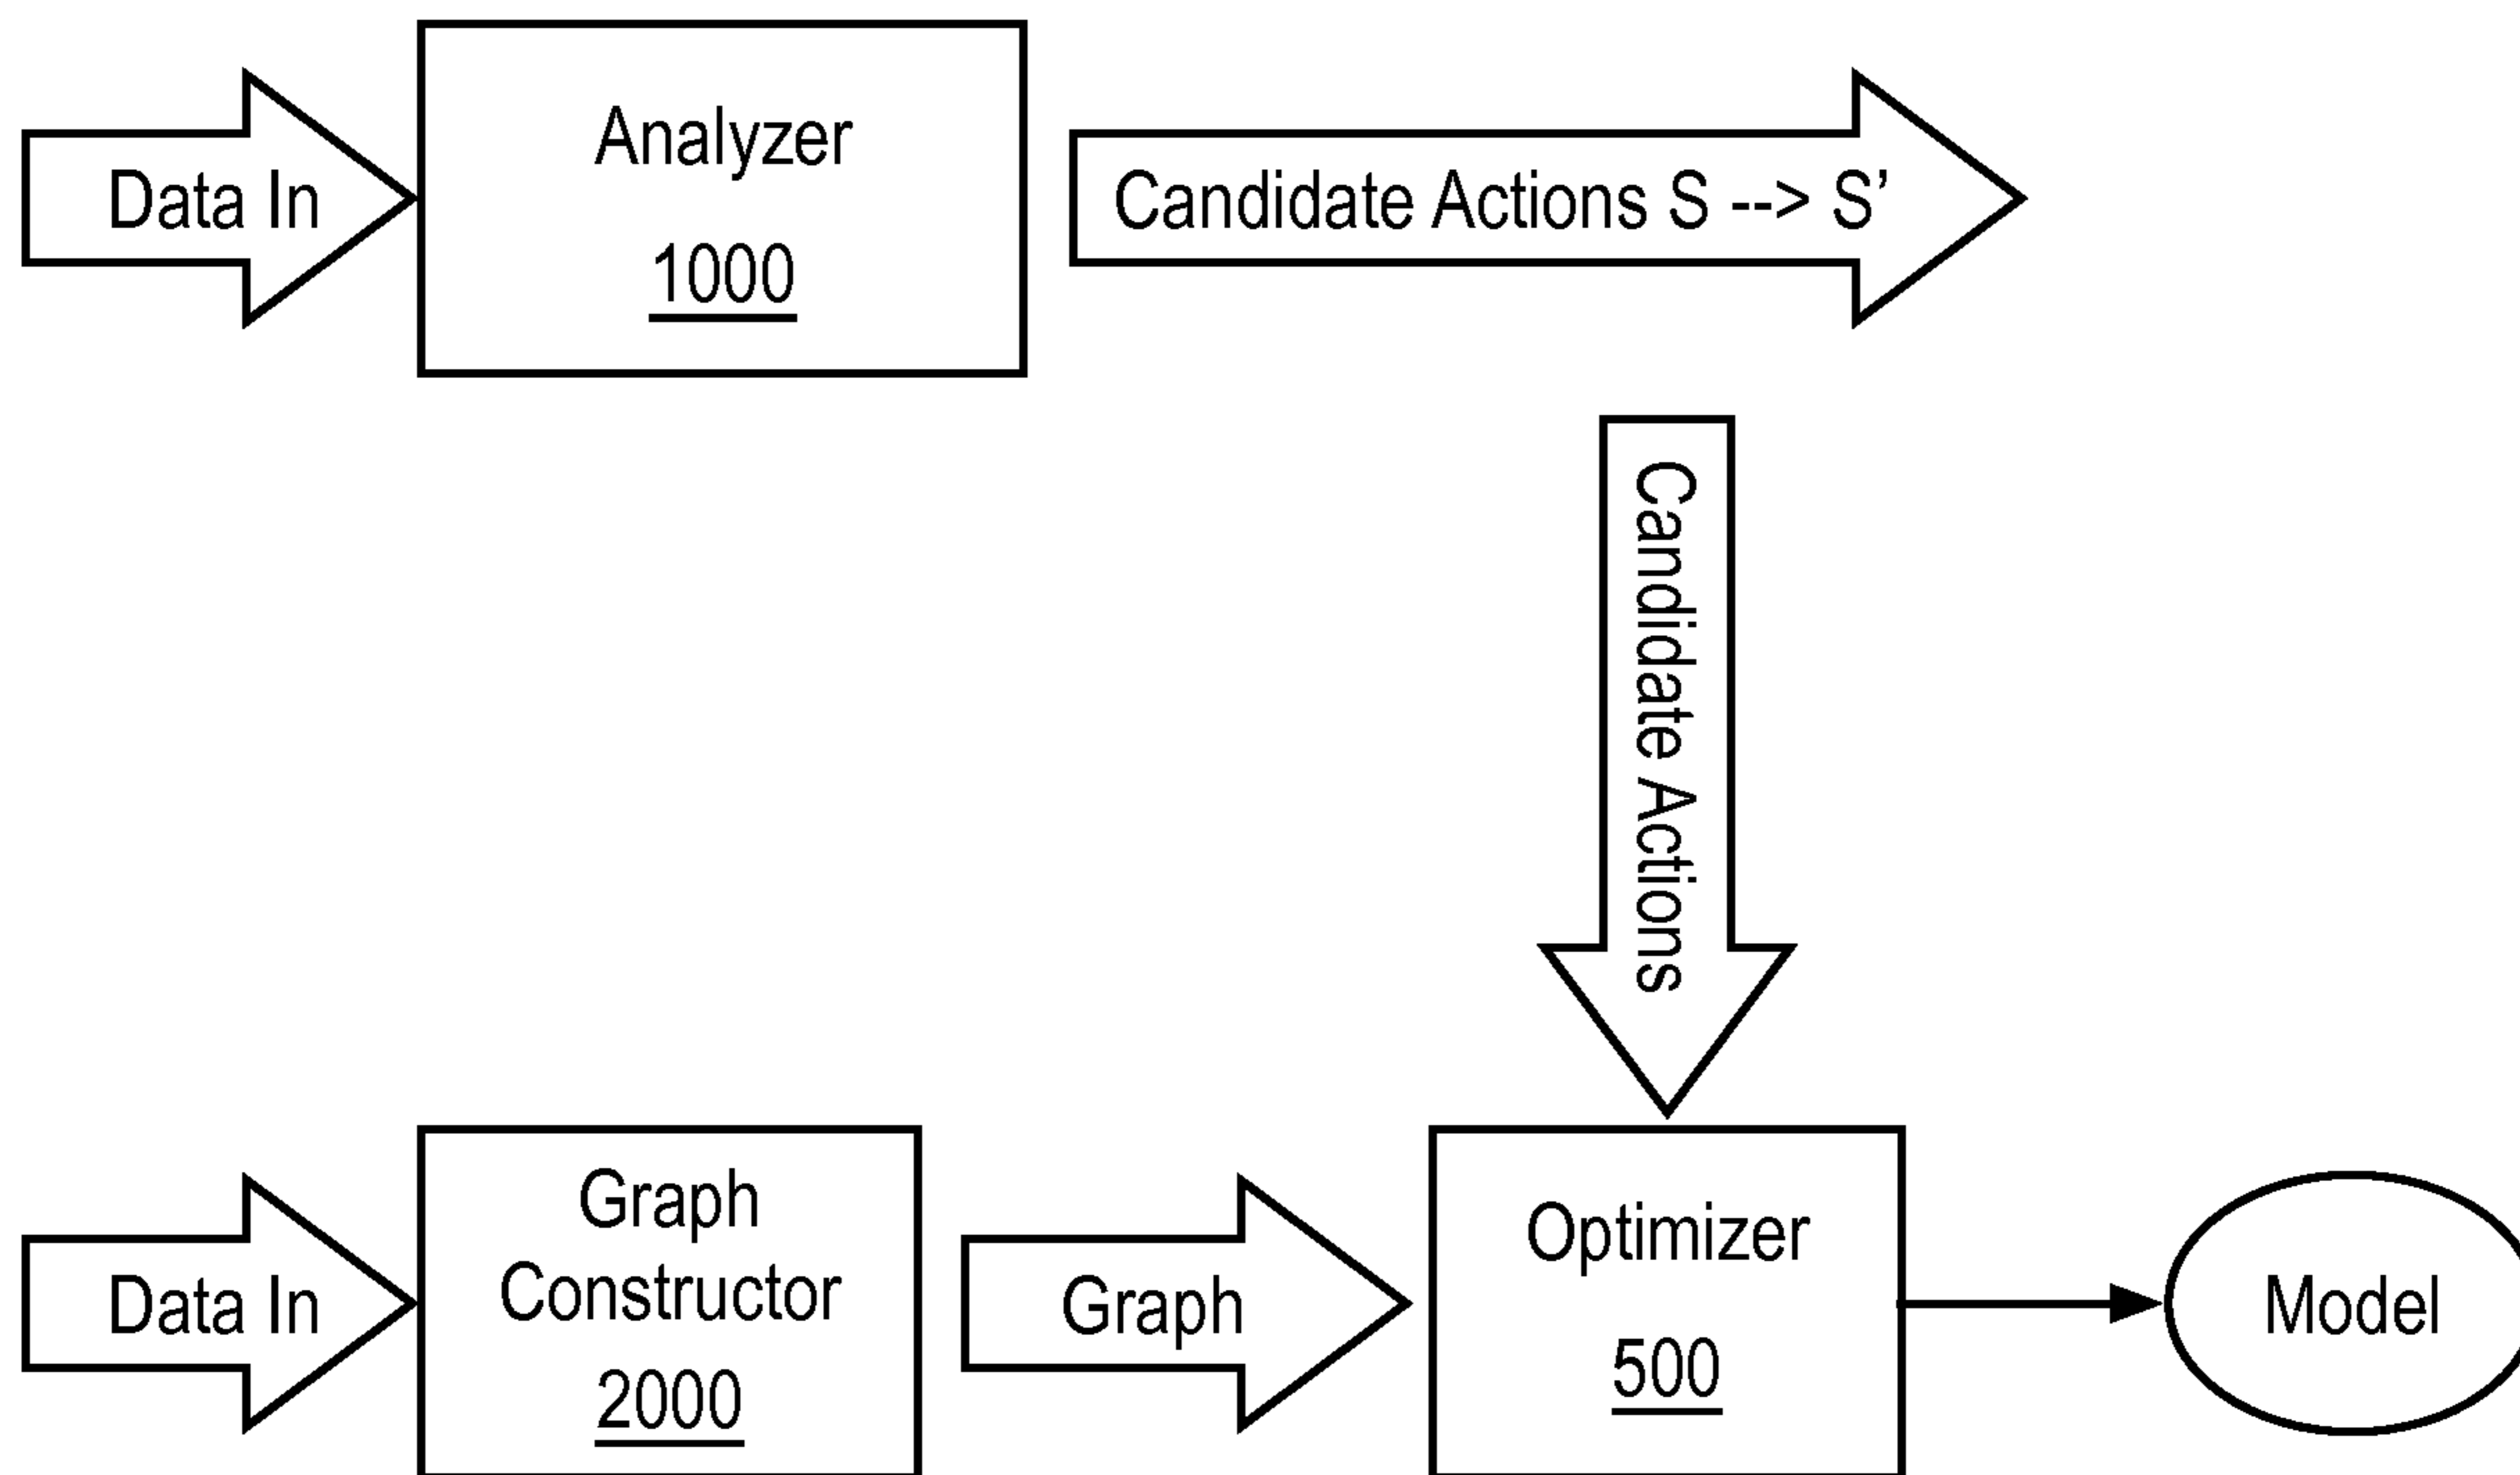 Data In
Analyzer
1000
Candidate Actions S --> S’
Candidate Actions
Data In
Graph
Constructor
2000
Graph
Optimizer
500
Model